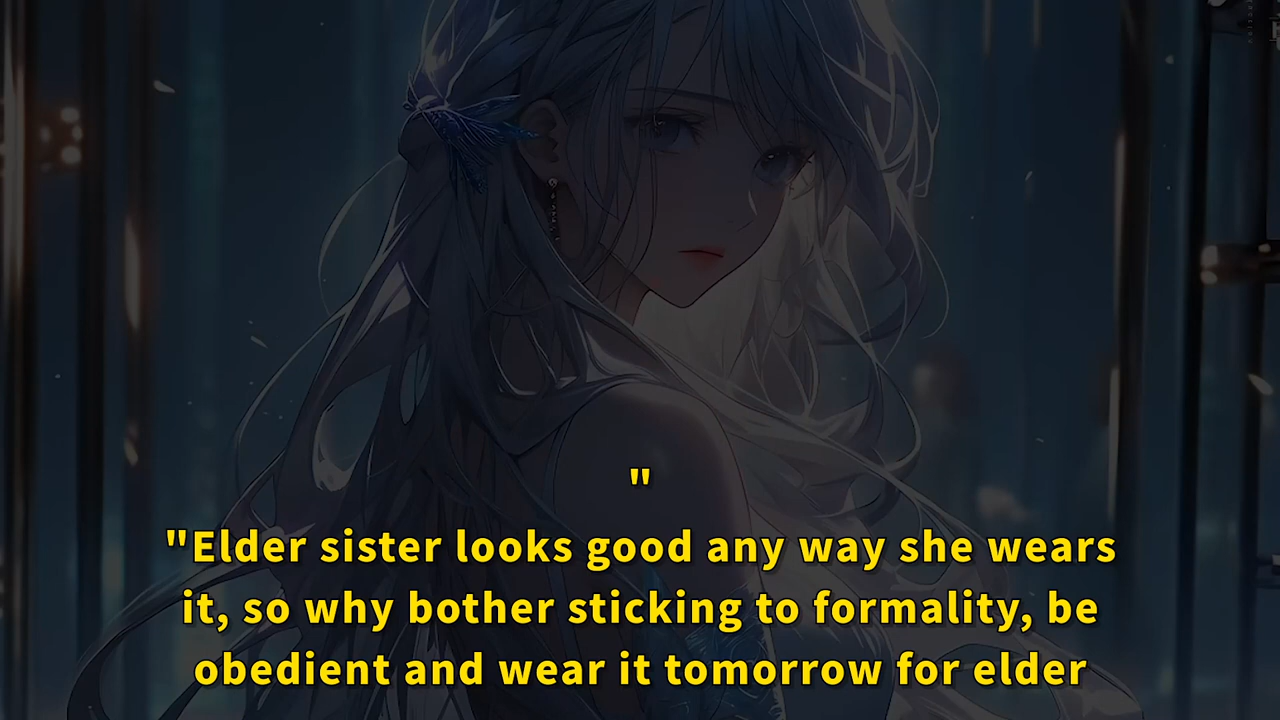 "
"Elder sister looks good any way she wears
it, so why bother sticking to formality, be
obedient and wear it tomorrow for elder